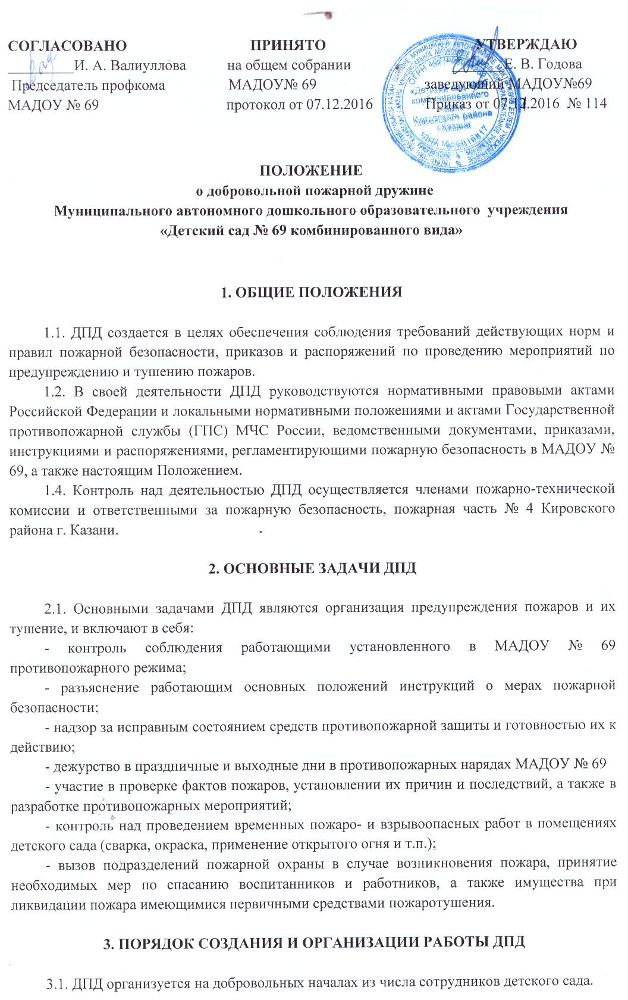 СОГЛАСОВАНО ПРИНЯТО УТВЕРЖДАЮ
____________И. А. Валиуллова на общем собрании Е. В. Годова
Председатель профкома МАДОУ№ 69 заведующий МАДОУ№69
МАДОУ № 69 протокол от 07.12.2016 Приказ от 07.12.2016 № 114
«Детский сад
комбинированного
Кировского района
г.Казани
ПОЛОЖЕНИЕ
о добровольной пожарной дружине
Муниципального автономного дошкольного образовательного учреждения
«Детский сад № 69 комбинированного вида»
1. ОБЩИЕ ПОЛОЖЕНИЯ
1.1. ДПД создается в целях обеспечения соблюдения требований действующих норм и
правил пожарной безопасности, приказов и распоряжений по проведению мероприятий по
предупреждению и тушению пожаров.
1.2. В своей деятельности ДПД руководствуются нормативными правовыми актами
Российской Федерации и локальными нормативными положениями и актами Государственной
противопожарной службы (ГПС) МЧС России, ведомственными документами, приказами,
инструкциями и распоряжениями, регламентирующими пожарную безопасность в МАДОУ №
69, а также настоящим Положением.
1.4. Контроль над деятельностью ДПД осуществляется членами пожарно-технической
комиссии и ответственными за пожарную безопасность, пожарная часть № 4 Кировского
района г. Казани.
2. ОСНОВНЫЕ ЗАДАЧИ ДПД
2.1. Основными задачами ДПД являются организация предупреждения пожаров и их
тушение, и включают в себя:
- контроль соблюдения работающими установленного в МАДОУ № 69
противопожарного режима;
- разъяснение работающим основных положений инструкций о мерах пожарной
безопасности;
- надзор за исправным состоянием средств противопожарной защиты и готовностью их к
действию;
- дежурство в праздничные и выходные дни в противопожарных нарядах МАДОУ № 69
- участие в проверке фактов пожаров, установлении их причин и последствий, а также в
разработке противопожарных мероприятий;
- контроль над проведением временных пожаро- и взрывоопасных работ в помещениях
детского сада (сварка, окраска, применение открытого огня и т.п.);
- вызов подразделений пожарной охраны в случае возникновения пожара, принятие
необходимых мер по спасанию воспитанников и работников, а также имущества при
ликвидации пожара имеющимися первичными средствами пожаротушения.
3. ПОРЯДОК СОЗДАНИЯ И ОРГАНИЗАЦИИ РАБОТЫ ДПД
3.1. ДПД организуется на добровольных началах из числа сотрудников детского сада.